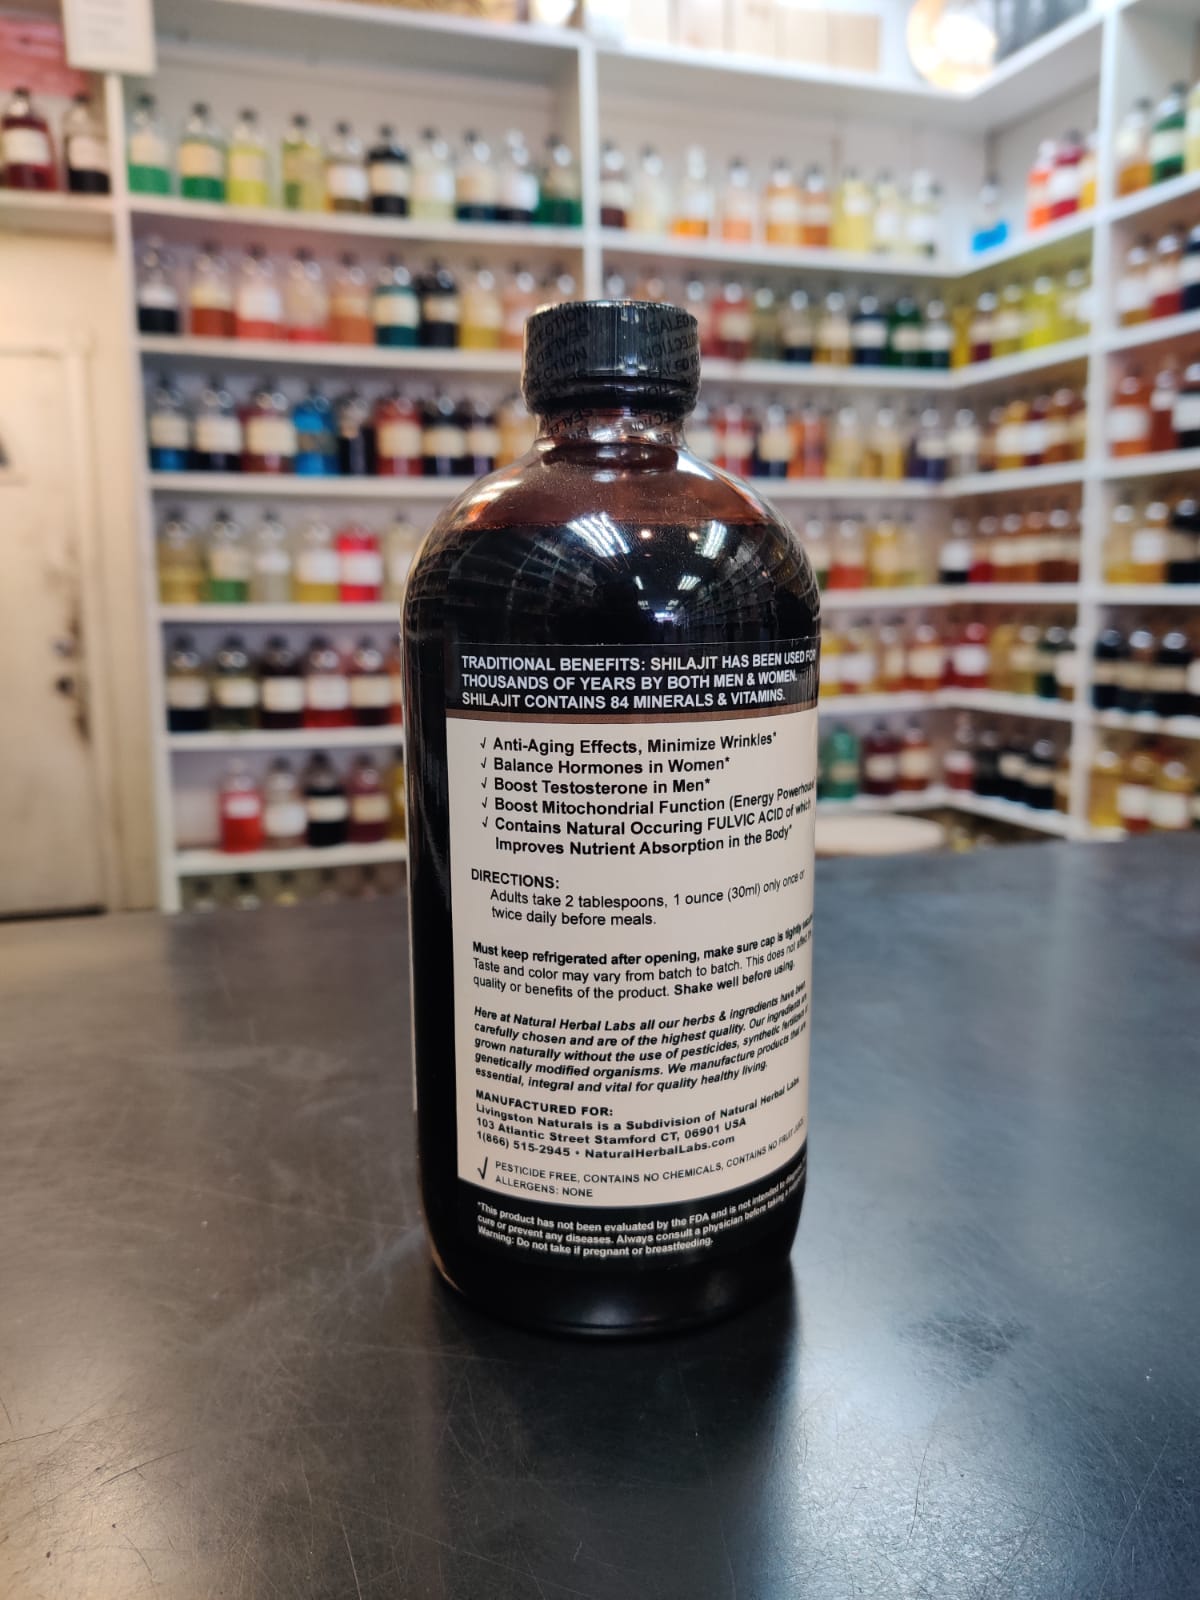 TRADITIONAL BENEFITS: SHILAJIT HAS BEEN USED FOR
THOUSANDS OF YEARS BY BOTH MEN & WOMEN.
SHILAJIT CONTAINS 84 MINERALS & VITAMINS.
√ Anti-Aging Effects, Minimize Wrinkles*
√ Balance Hormones in Women*
√ Boost Testosterone in Men*
√ Boost Mitochondrial Function (Energy Powerhouse
√ Contains Natural Occuring FULVIC ACID of which
Improves Nutrient Absorption in the Body*
DIRECTIONS:
Adults take 2 tablespoons, 1 ounce (30ml) only once or
twice daily before meals.
Must keep refrigerated after opening, make sure cap is tightly
Taste and color may vary from batch to batch. This does not affect the
quality or benefits of the product. Shake well before using.
Here at Natural Herbal Labs all our herbs & ingredients have been
carefully chosen and are of the highest quality. Our ingredients are
grown naturally without the use of pesticides, synthetic fertilizers or
genetically modified organisms. We manufacture products that are
essential, integral and vital for quality healthy living.
MANUFACTURED FOR:
Livingston Naturals is a Subdivision of Natural Herbal Labs
103 Atlantic Street Stamford CT, 06901 USA
1(866) 515-2945 • NaturalHerbalLabs.com
√ PESTICIDE FREE, CONTAINS NO CHEMICALS, CONTAINS NO FRUIT JUICE.
ALLERGENS: NONE
*This product has not been evaluated by the FDA and is not intended to diagnose,
cure or prevent any diseases. Always consult a physician before taking a
Warning: Do not take if pregnant or breastfeeding.